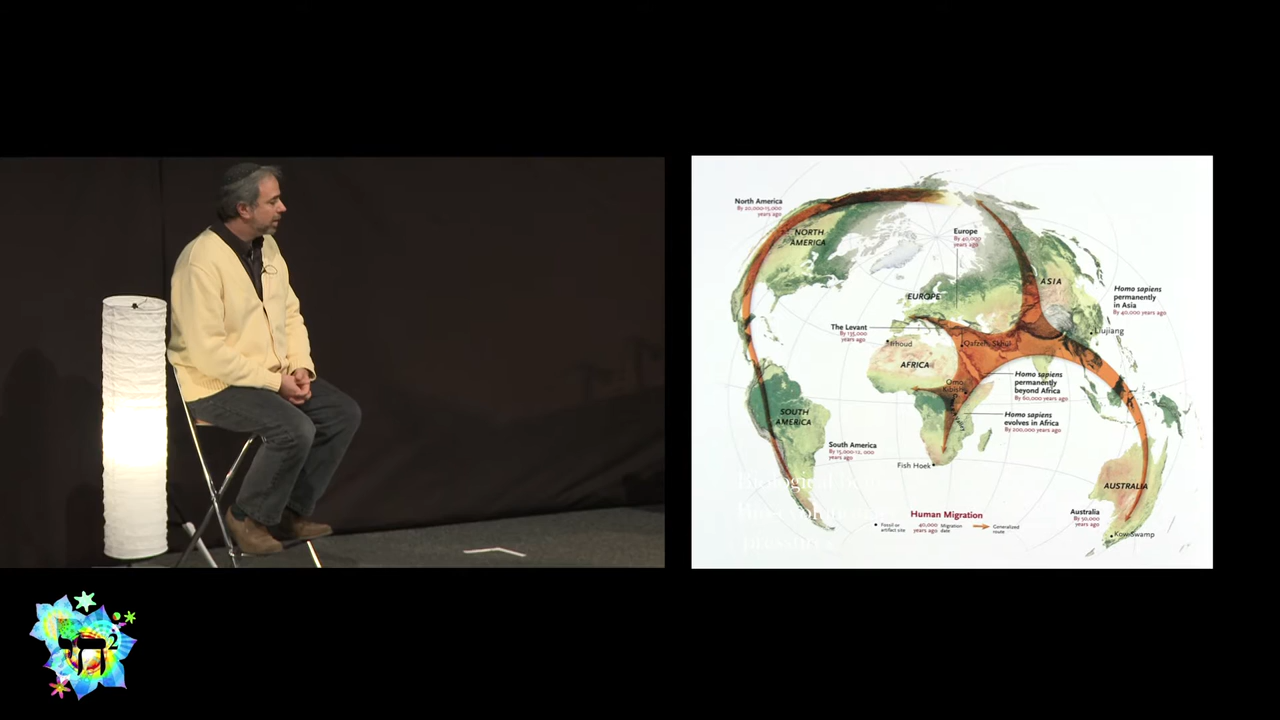 North America
By 20,000-15,000
years ago
NORTH
AMERICA
Europe
By 40,000
years ago
ASIA
EUROPE
Homo sapiens
permanently
in Asia
By 40,000 years ago
The Levant
By 135,000
years ago
Irhoud
Qafzeh, Skhul
Liujiang
AFRICA
Omo
Kibish
Homo sapiens
permanently
beyond Africa
By 60,000 years ago
Homo sapiens
evolves in Africa
By 200,000 years ago
SOUTH
AMERICA
South America
By 15,000-12,000
years ago
Fish Hoek
AUSTRALIA
Australia
By 50,000
years ago
Kow Swamp
Human Migration
Fossil or
artifact site
40,000
years ago
Migration
date
Generalized
route
חי2